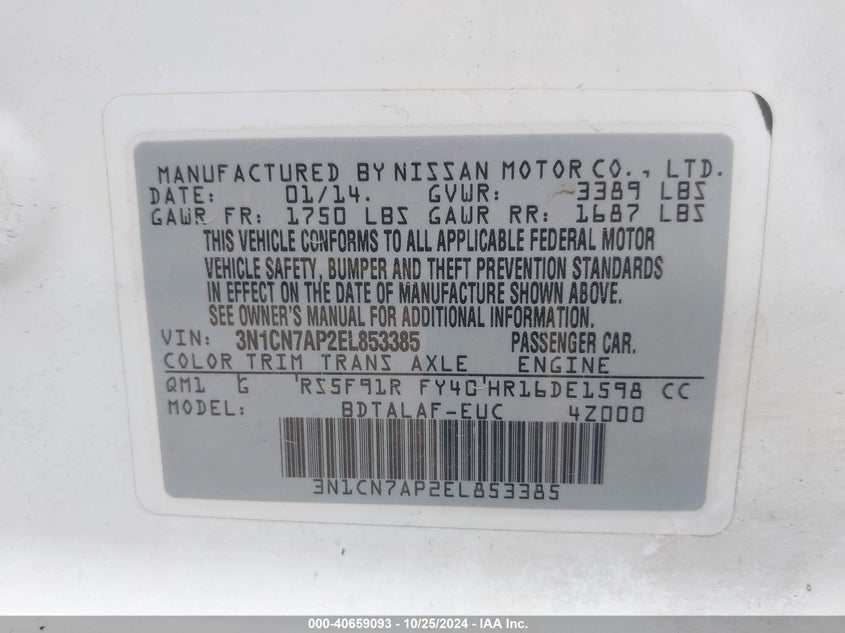 MANUFACTURED BY NISSAN MOTOR CO., LTD.
DATE: 01/14. GVWR: 3389 LBS
GAWR FR: 1750 LBS GAWR RR: 1687 LBS
THIS VEHICLE CONFORMS TO ALL APPLICABLE FEDERAL MOTOR
VEHICLE SAFETY, BUMPER AND THEFT PREVENTION STANDARDS
IN EFFECT ON THE DATE OF MANUFACTURE SHOWN ABOVE.
SEE OWNER'S MANUAL FOR ADDITIONAL INFORMATION.
VIN: 3N1CN7AP2EL853385 PASSENGER CAR.
COLOR TRIM TRANS AXLE ENGINE
QM1 G RS5F91R FY40 HR16DE1598 CC
MODEL: BDTALAF-EUC 4Z000
3N1CN7AP2EL853385
000-40659093 - 10/25/2024 - IAA Inc.